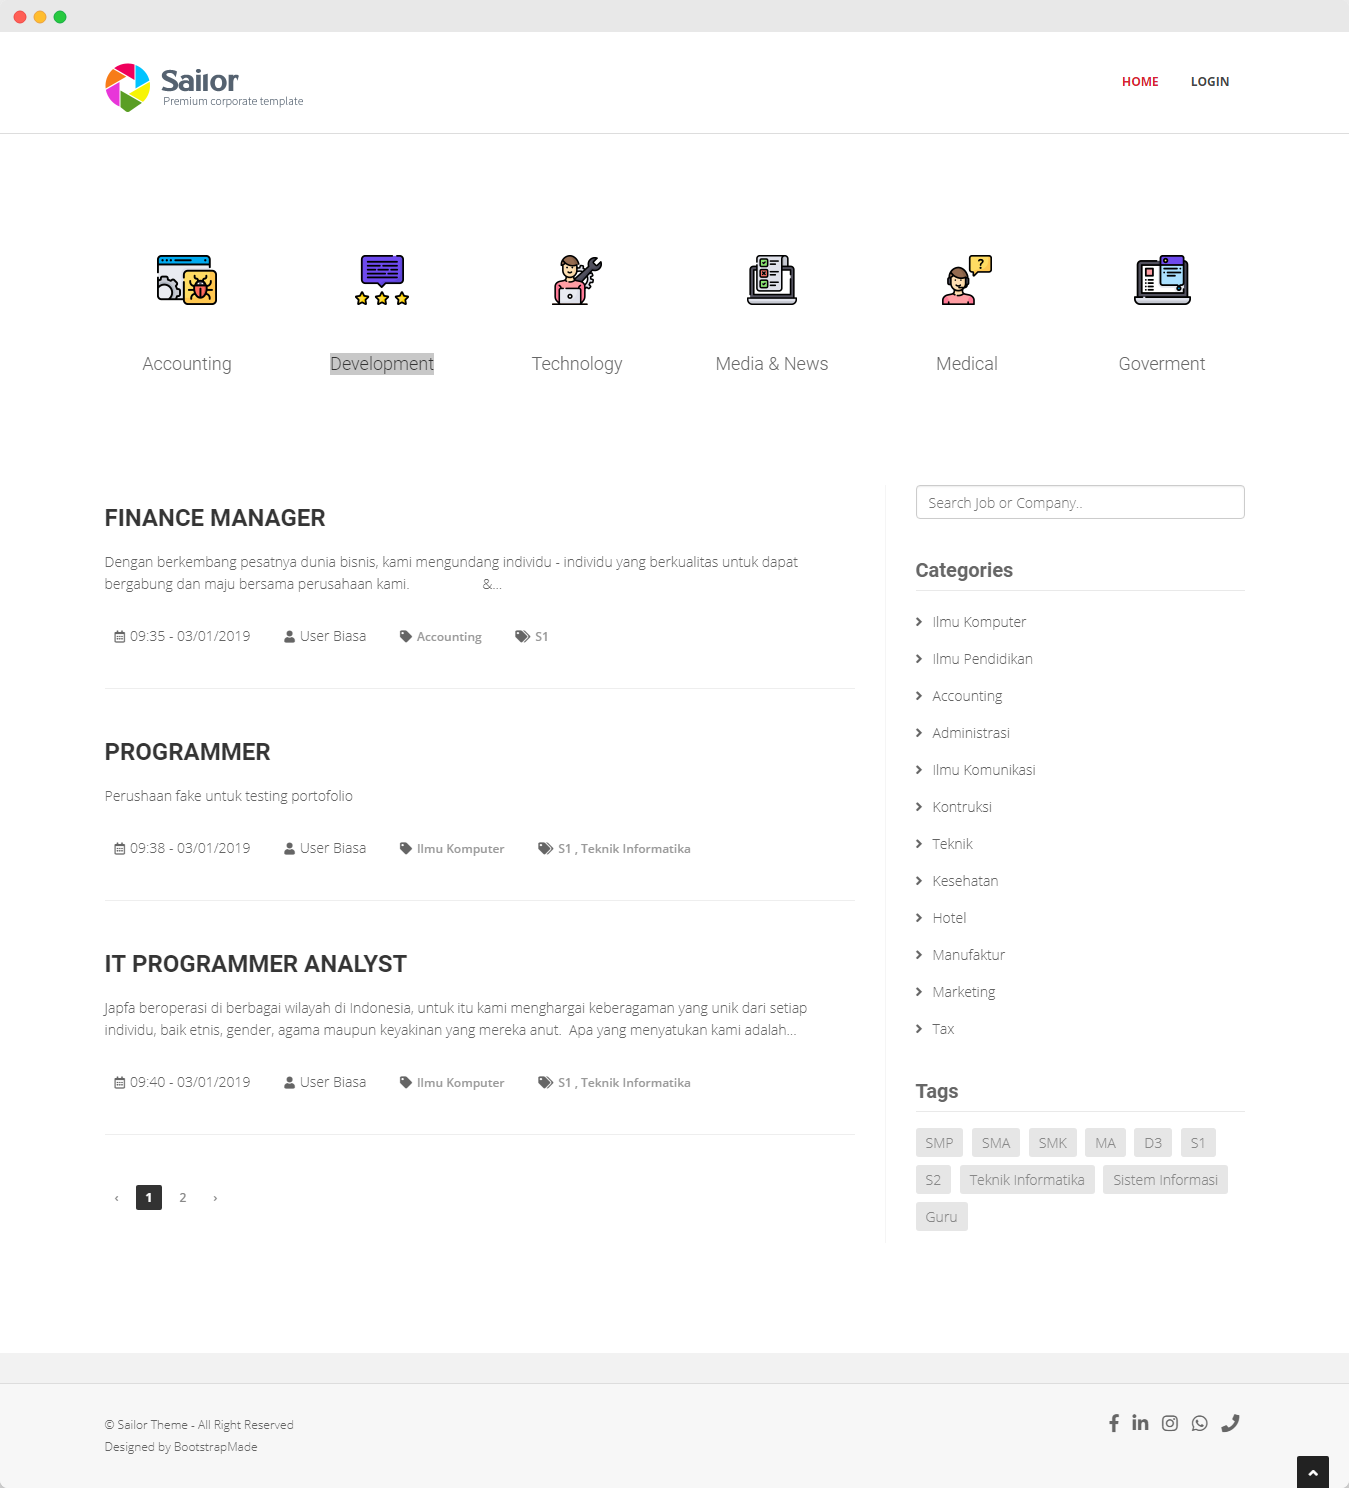 Sailor
Premium corporate template
HOME LOGIN
Accounting Development Technology Media & News Medical Goverment
FINANCE MANAGER
Dengan berkembang pesatnya dunia bisnis, kami mengundang individu - individu yang berkualitas untuk dapat
bergabung dan maju bersama perusahaan kami. &...
09:35 - 03/01/2019 User Biasa Accounting S1
PROGRAMMER
Perushaan fake untuk testing portofolio
09:38 - 03/01/2019 User Biasa Ilmu Komputer S1 , Teknik Informatika
IT PROGRAMMER ANALYST
Japfa beroperasi di berbagai wilayah di Indonesia, untuk itu kami menghargai keberagaman yang unik dari setiap
individu, baik etnis, gender, agama maupun keyakinan yang mereka anut. Apa yang menyatukan kami adalah...
09:40 - 03/01/2019 User Biasa Ilmu Komputer S1 , Teknik Informatika
‹ 1 2 ›
Search Job or Company..
Categories
Ilmu Komputer
Ilmu Pendidikan
Accounting
Administrasi
Ilmu Komunikasi
Kontruksi
Teknik
Kesehatan
Hotel
Manufaktur
Marketing
Tax
Tags
SMP SMA SMK MA D3 S1
S2 Teknik Informatika Sistem Informasi
Guru
© Sailor Theme - All Right Reserved
Designed by BootstrapMade